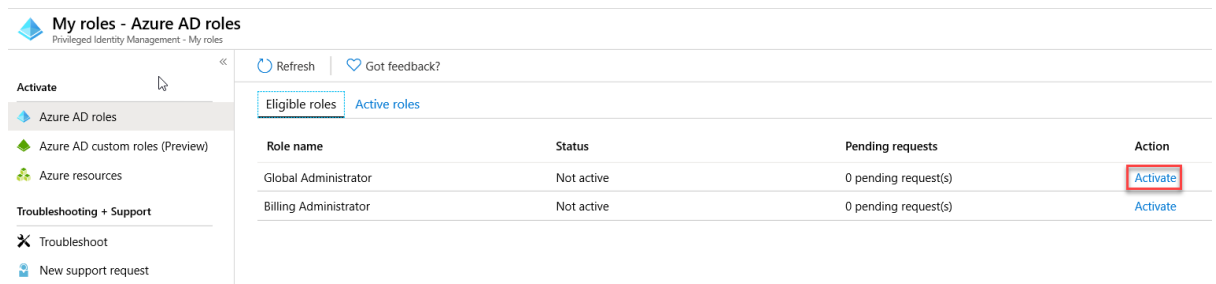 My roles - Azure AD roles
Privileged Identity Management - My roles
«
Activate
Azure AD roles
Azure AD custom roles (Preview)
Azure resources
Troubleshooting + Support
Troubleshoot
New support request
Refresh Got feedback?
Eligible roles Active roles
Role name Status Pending requests Action
Global Administrator Not active 0 pending request(s) Activate
Billing Administrator Not active 0 pending request(s) Activate